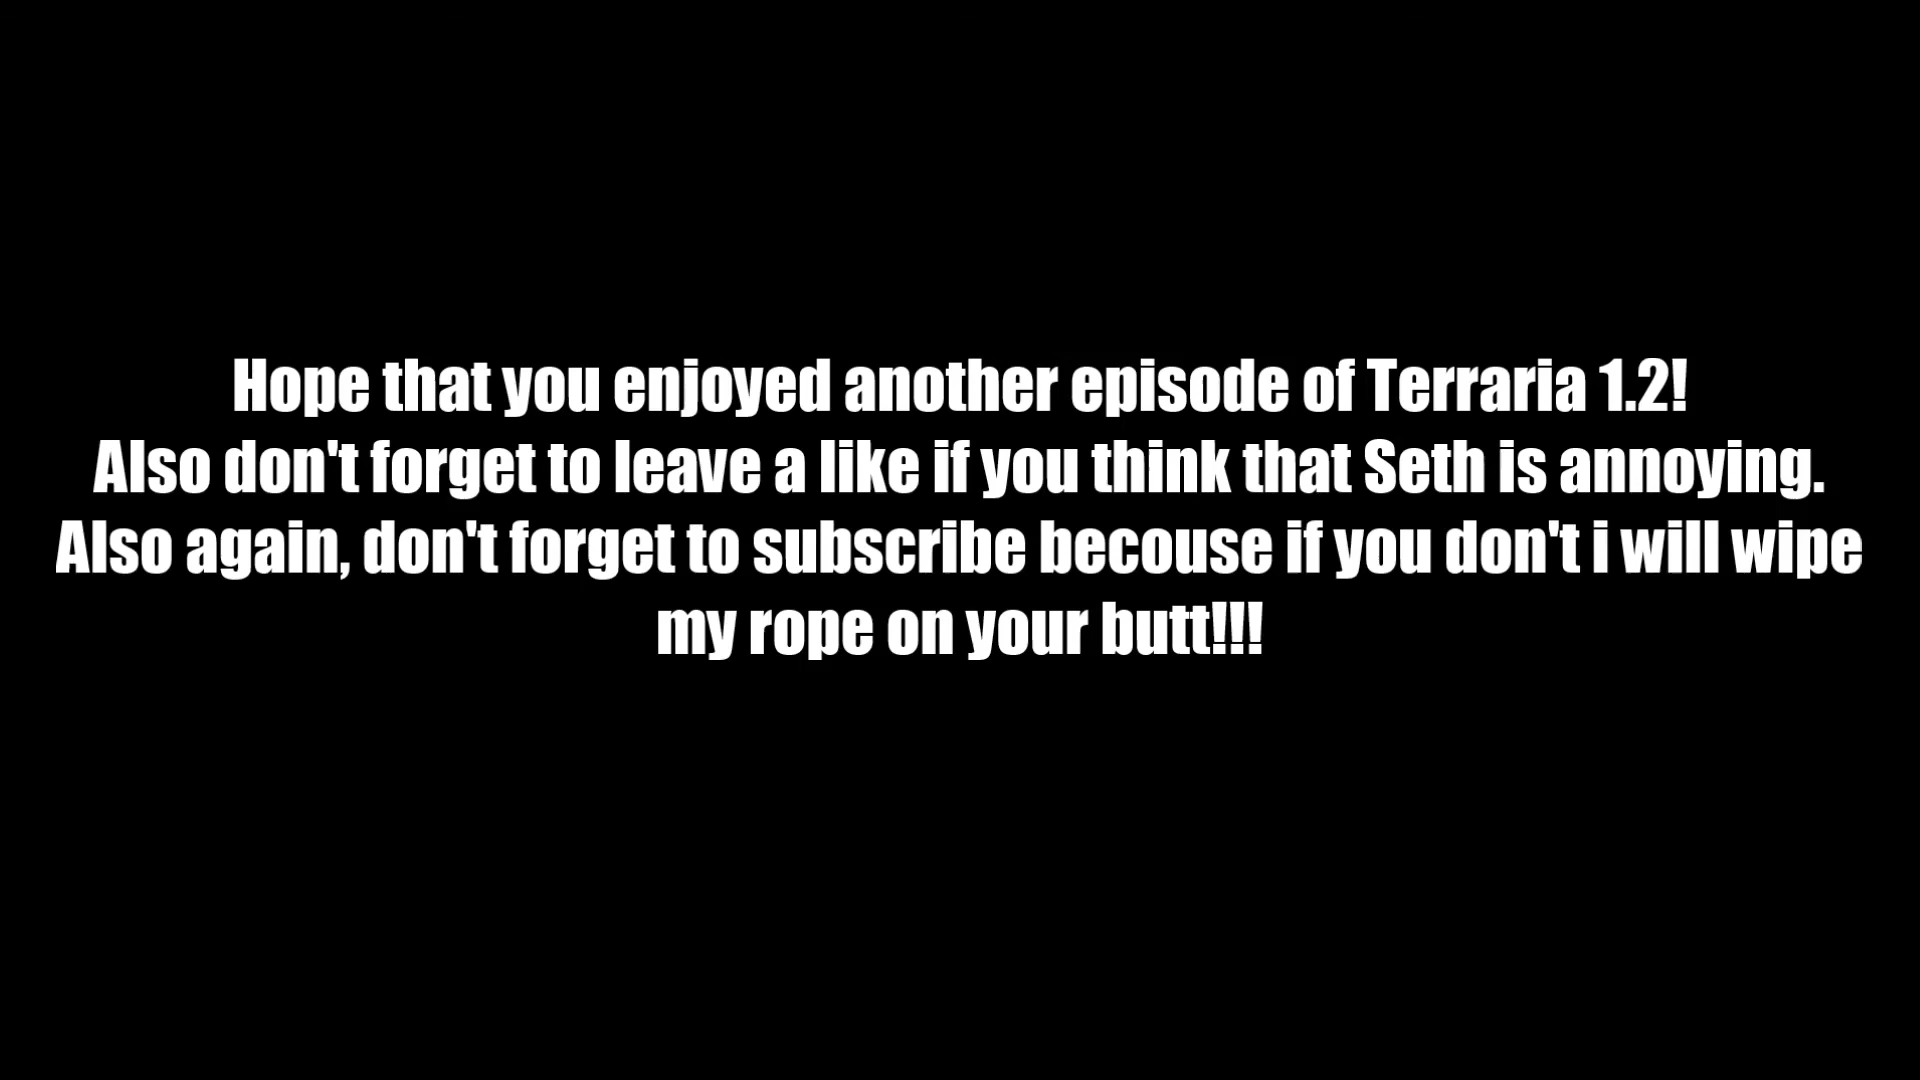 Hope that you enjoyed another episode of Terraria 1.2!
Also don't forget to leave a like if you think that Seth is annoying.
Also again, don't forget to subscribe becouse if you don't i will wipe
my rope on your butt!!!